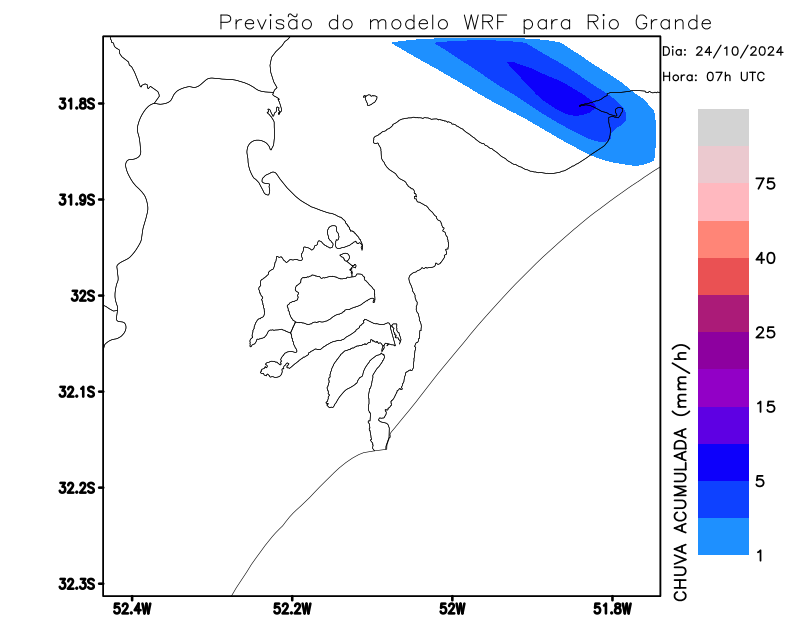 Previsão do modelo WRF para Rio Grande
Dia: 24/10/2024
Hora: 07h UTC
31.8S
31.9S
32S
32.1S
32.2S
32.3S
52.4W
52.2W
52W
51.8W
75
40
25
15
5
1
CHUVA ACUMULADA (mm/h)